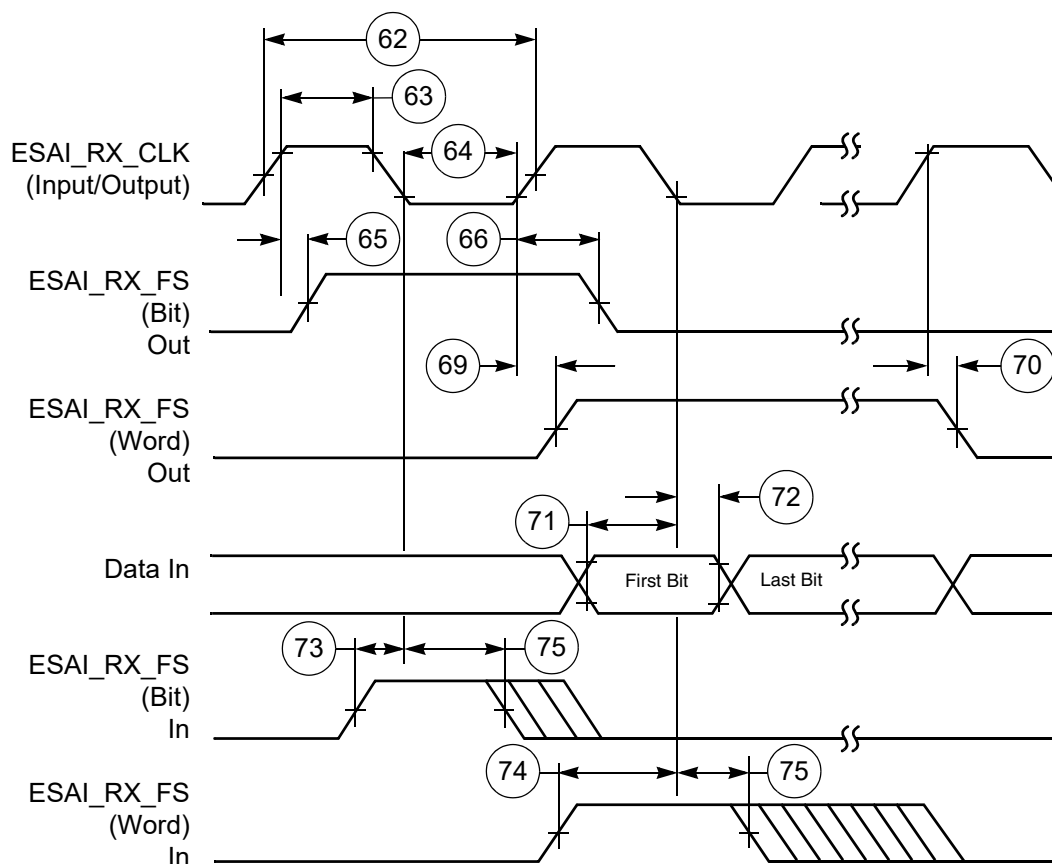 62
63
ESAI_RX_CLK
(Input/Output)
64
65
66
ESAI_RX_FS
(Bit)
Out
69
70
ESAI_RX_FS
(Word)
Out
71
72
Data In
First Bit
Last Bit
73
75
ESAI_RX_FS
(Bit)
In
74
75
ESAI_RX_FS
(Word)
In